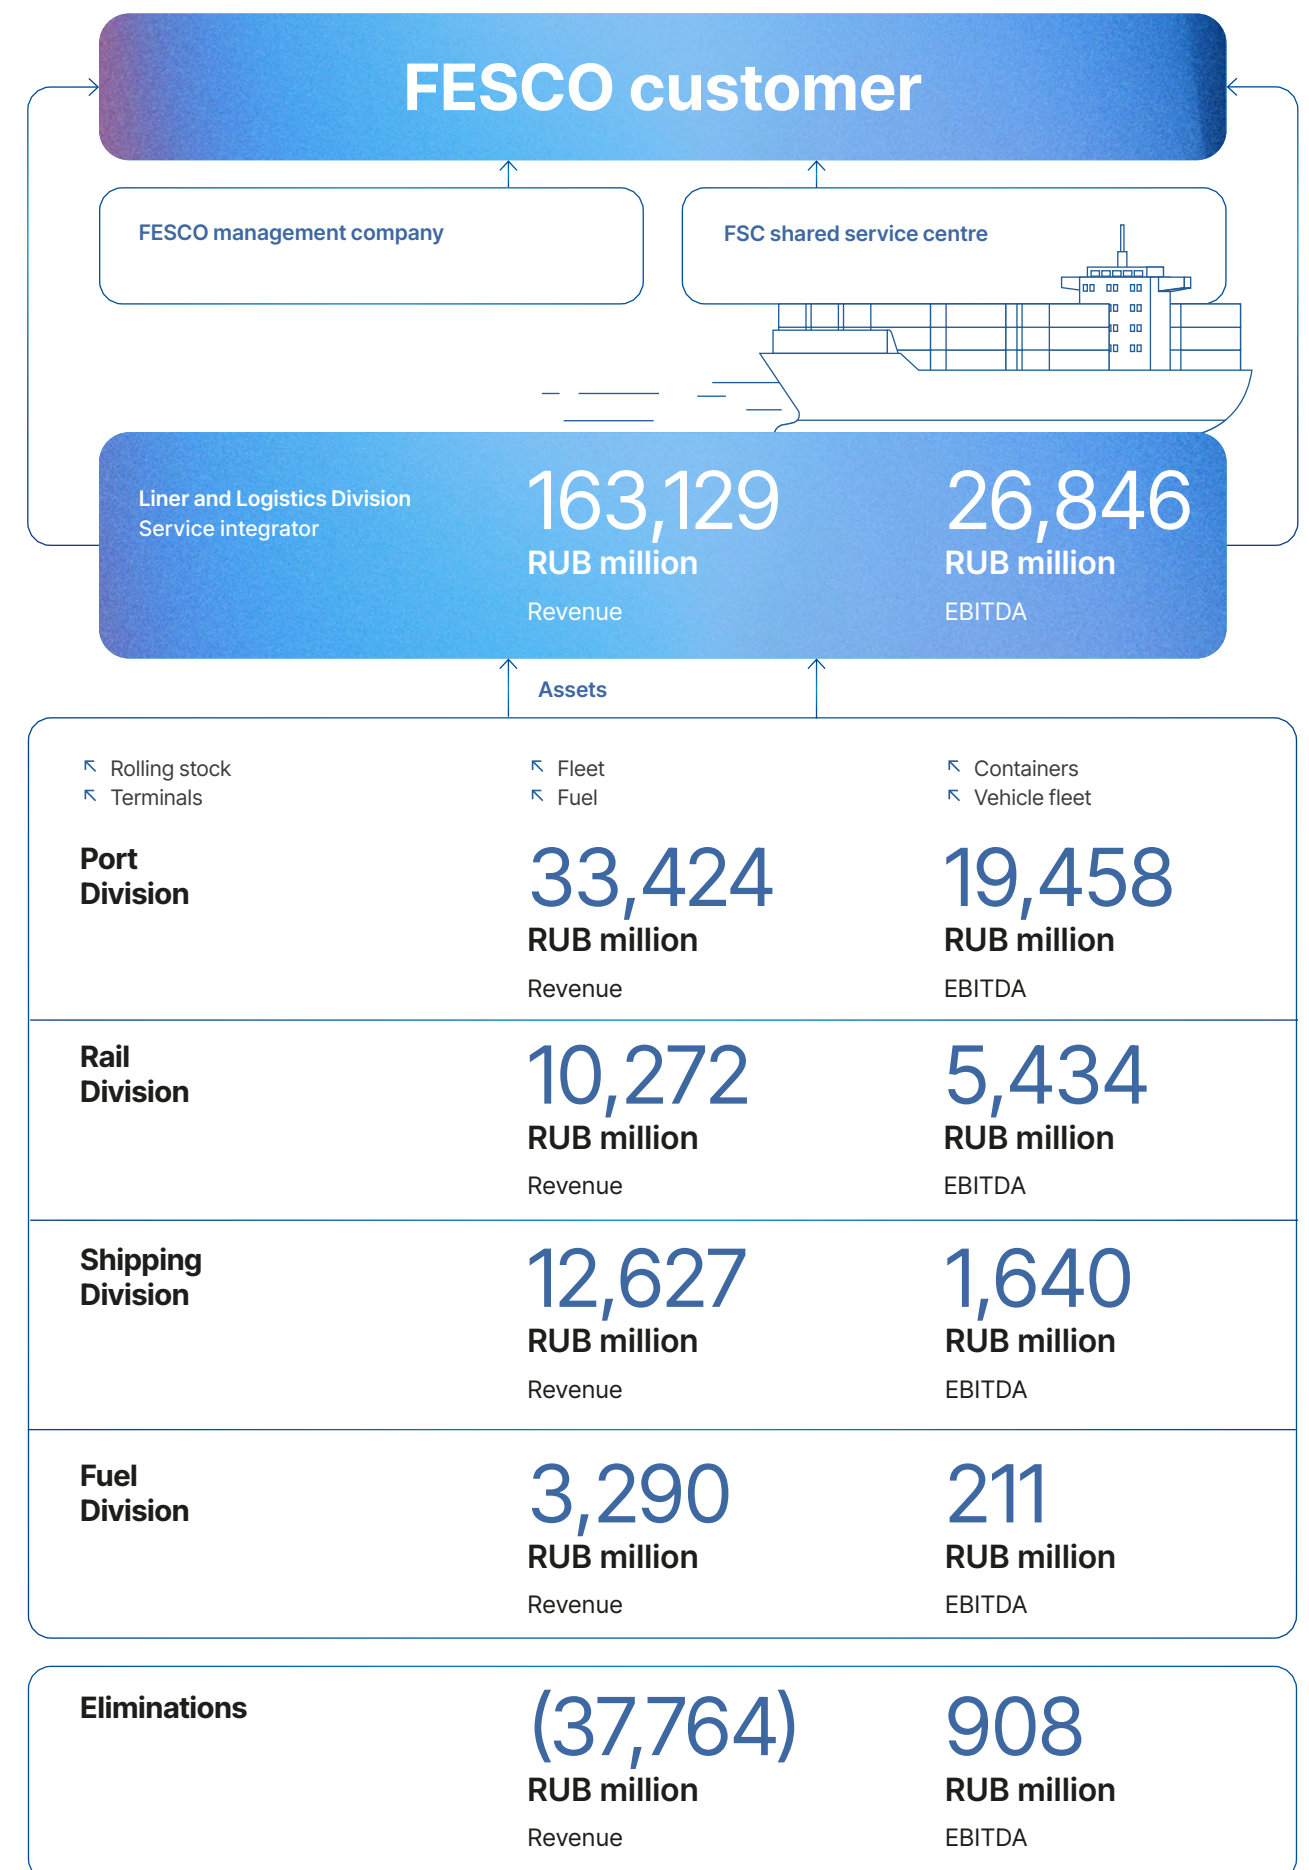 FESCO customer
FESCO management company
FSC shared service centre
Liner and Logistics Division
Service integrator
163,129
RUB million
Revenue
26,846
RUB million
EBITDA
Assets
Rolling stock
Terminals
Fleet
Fuel
Containers
Vehicle fleet
Port
Division
33,424
RUB million
Revenue
19,458
RUB million
EBITDA
Rail
Division
10,272
RUB million
Revenue
5,434
RUB million
EBITDA
Shipping
Division
12,627
RUB million
Revenue
1,640
RUB million
EBITDA
Fuel
Division
3,290
RUB million
Revenue
211
RUB million
EBITDA
Eliminations
(37,764)
RUB million
Revenue
908
RUB million
EBITDA